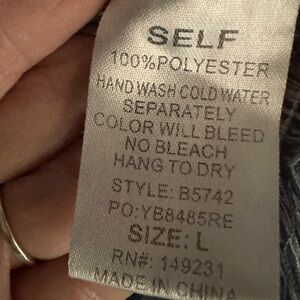 SELF
100%POLYESTER
HAND WASH COLD WATER
SEPARATELY
COLOR WILL BLEED
NO BLEACH
HANG TO DRY
STYLE: B5742
PO:YB8485RE
SIZE: L
RN#: 149231
MADE IN CHINA